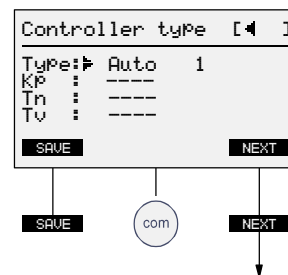 Controller type [◀ ]
Type:▶ Auto 1
Kp : ----
Tn : ----
Tv : ----
SAVE NEXT
SAVE com NEXT